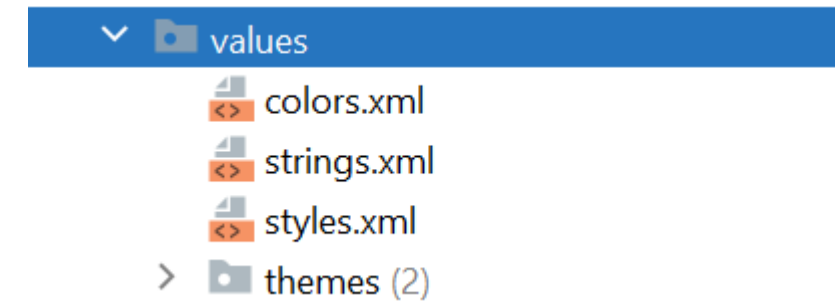 values
colors.xml
strings.xml
styles.xml
themes (2)